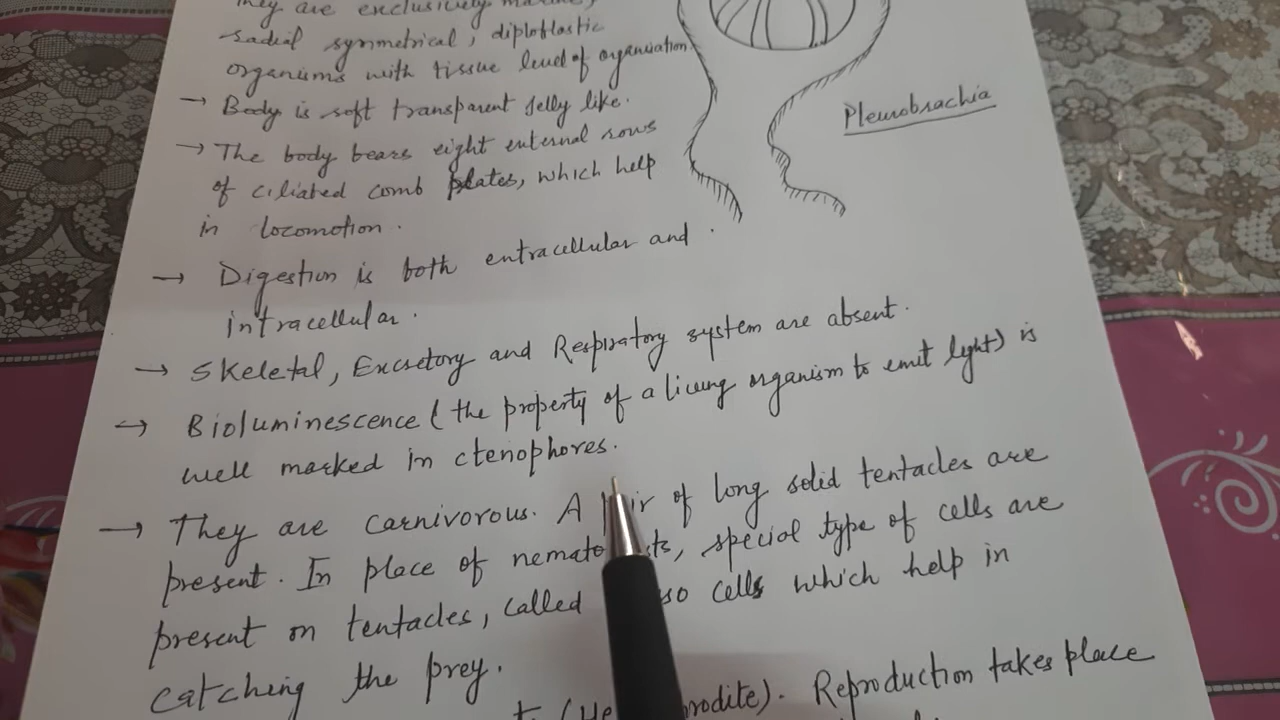 They are exclusively
radial symmetrical, diploblastic
organisms with tissue level of organisation
→ Body is soft transparent Jelly like.
→ The body bears eight external rows
of ciliated comb plates, which help
in locomotion.
Pleurobrachia
→ Digestion is both extracellular and
intracellular.
→ Skeletal, Excretory and Respiratory system are absent.
→ Bioluminescence (the property of a living organism to emit light) is
well marked in ctenophores.
→ They are carnivorous. A of long solid tentacles are
present. In place of special type of cells are
present on tentacles, called cells which help in
catching the prey.
Reproduction takes place